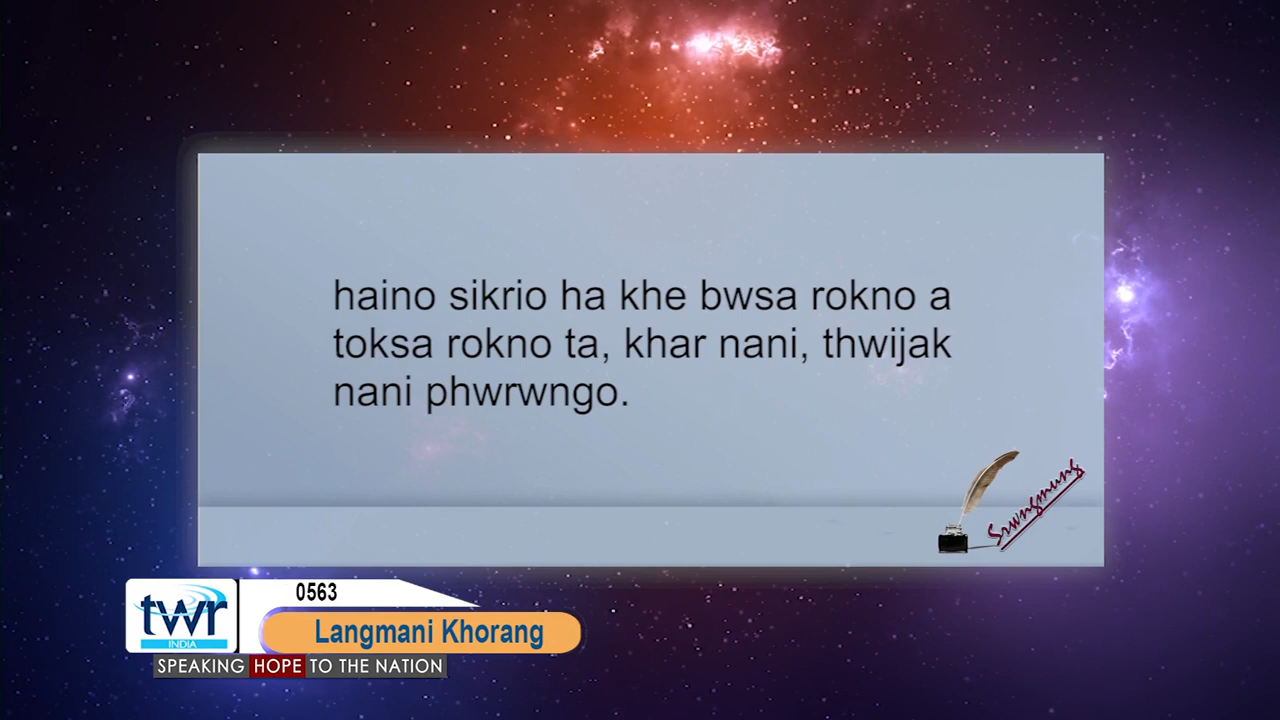 haino sikrio ha khe bwsa rokno a
toksa rokno ta, khar nani, thwijak
nani phwrwngo.
Srwngmung
0563
twr
INDIA
Langmani Khorang
SPEAKING HOPE TO THE NATION